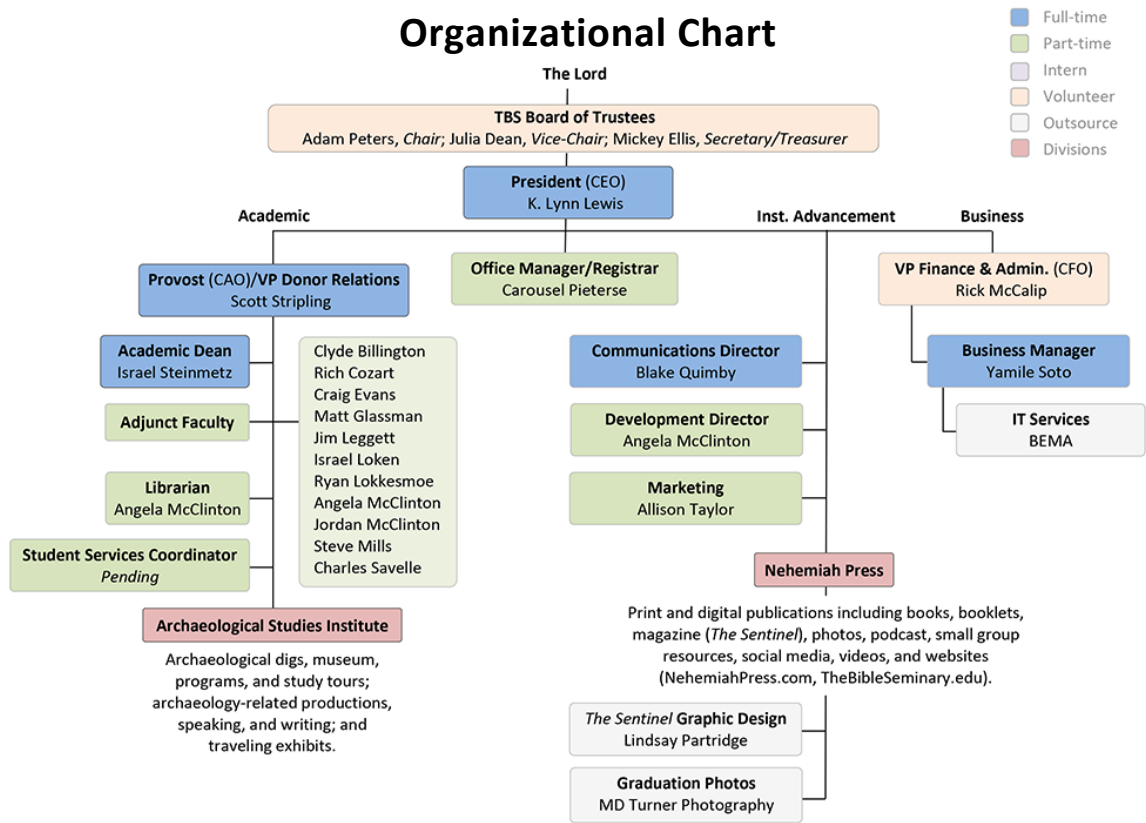 Organizational Chart
Full-time
Part-time
Intern
Volunteer
Outsource
Divisions
The Lord
TBS Board of Trustees
Adam Peters, Chair; Julia Dean, Vice-Chair; Mickey Ellis, Secretary/Treasurer
President (CEO)
K. Lynn Lewis
Academic
Inst. Advancement
Business
Provost (CAO)/VP Donor Relations
Scott Stripling
Office Manager/Registrar
Carousel Pieterse
VP Finance & Admin. (CFO)
Rick McCalip
Academic Dean
Israel Steinmetz
Adjunct Faculty
Librarian
Angela McClinton
Student Services Coordinator
Pending
Clyde Billington
Rich Cozart
Craig Evans
Matt Glassman
Jim Leggett
Israel Loken
Ryan Lokkesmoe
Angela McClinton
Jordan McClinton
Steve Mills
Charles Savelle
Archaeological Studies Institute
Archaeological digs, museum,
programs, and study tours;
archaeology-related productions,
speaking, and writing; and
traveling exhibits.
Communications Director
Blake Quimby
Development Director
Angela McClinton
Marketing
Allison Taylor
Nehemiah Press
Print and digital publications including books, booklets,
magazine (The Sentinel), photos, podcast, small group
resources, social media, videos, and websites
(NehemiahPress.com, TheBibleSeminary.edu).
The Sentinel Graphic Design
Lindsay Partridge
Graduation Photos
MD Turner Photography
Business Manager
Yamile Soto
IT Services
BEMA